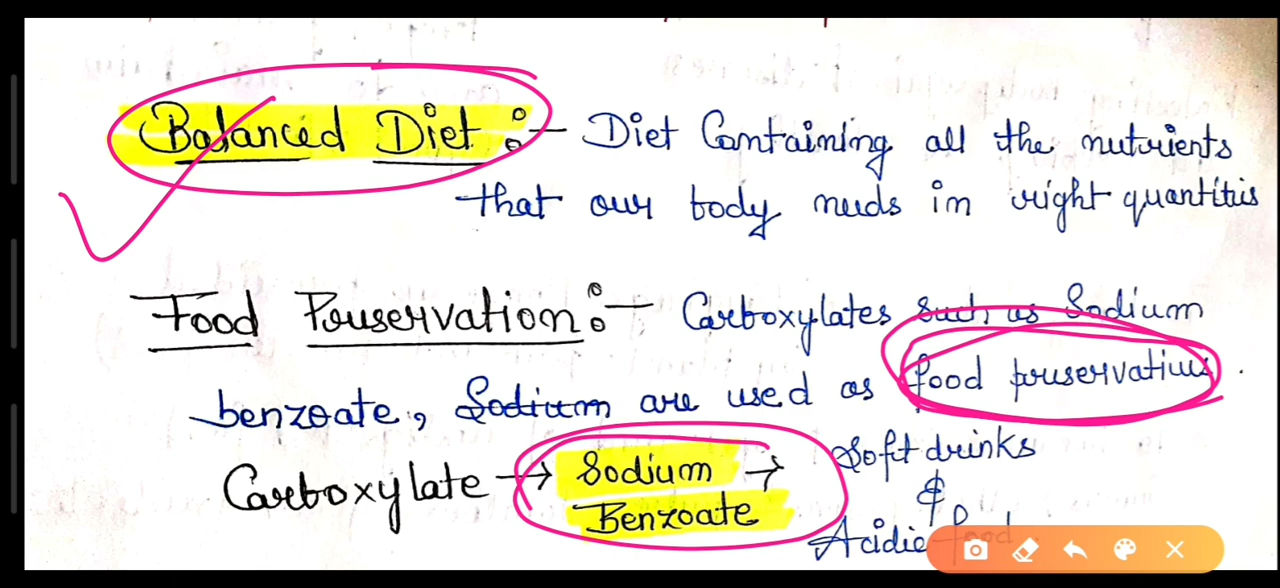 Balanced Diet :- Diet Containing all the nutrients
that our body needs in right quantities
Food Preservation :- Carboxylates such as Sodium
benzoate, Sodium are used as food preservatives.
Carboxylate → Sodium Benzoate → Soft drinks
&
Acidic food